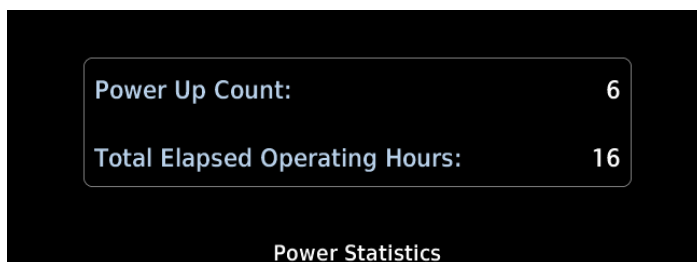 Power Up Count: 6
Total Elapsed Operating Hours: 16
Power Statistics